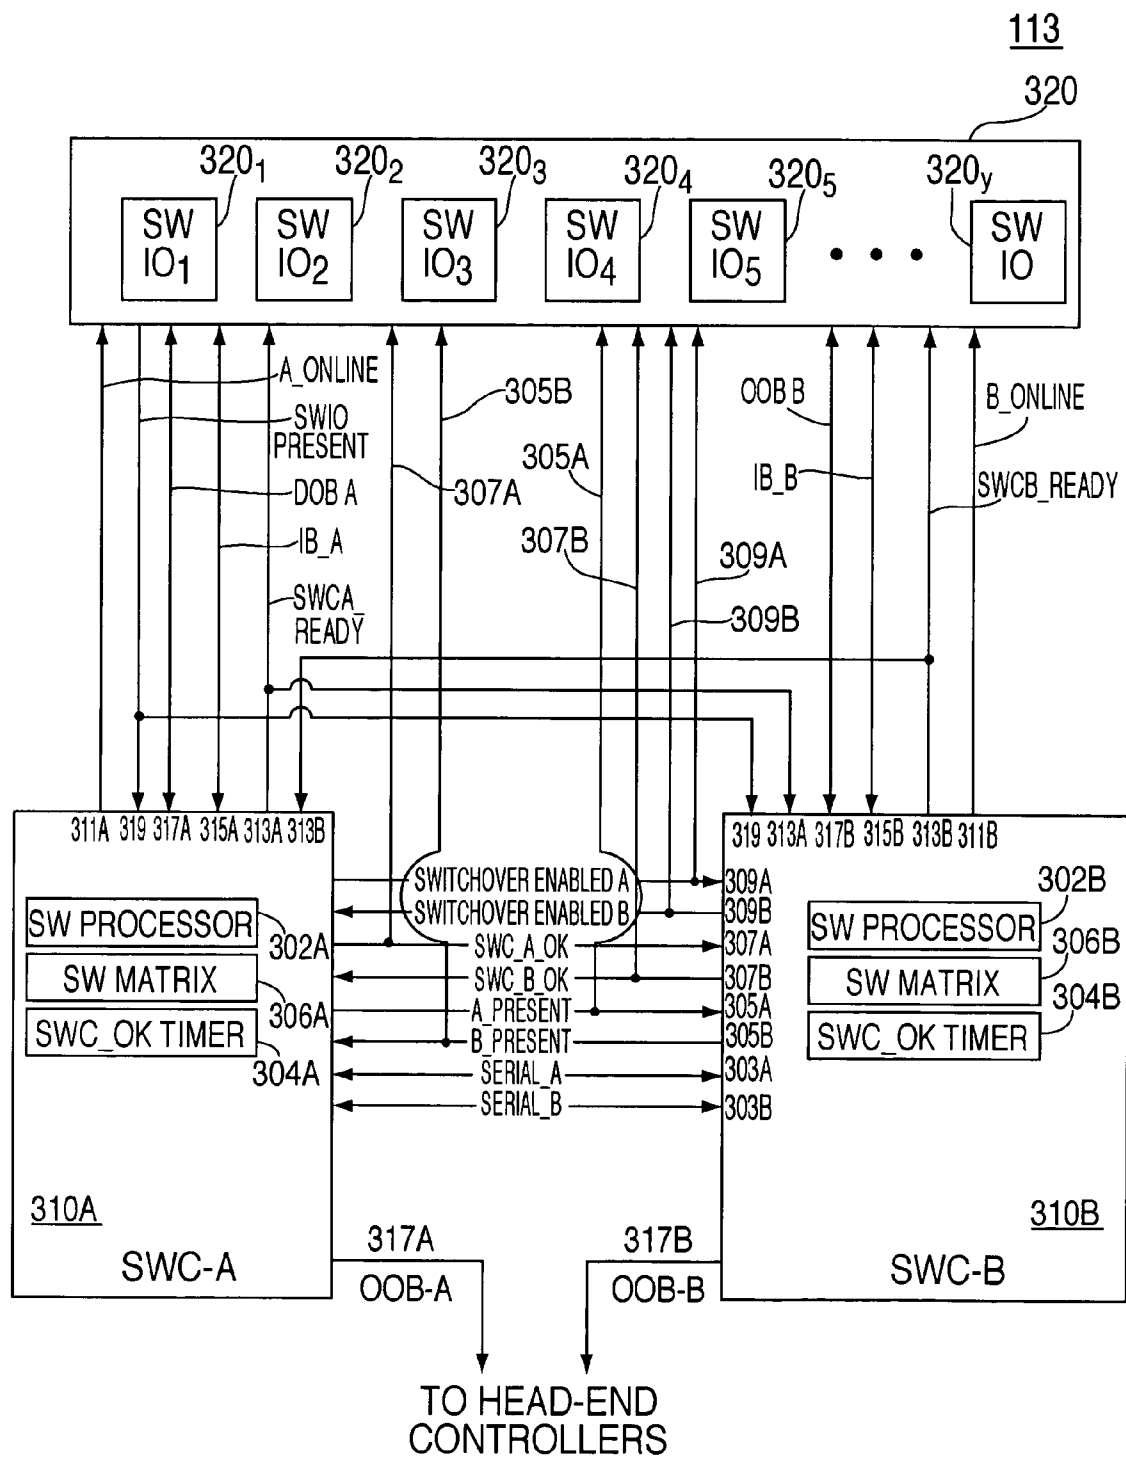 113
320
320₁ 320₂ 320₃ 320₄ 320₅ 320y
SW IO₁
SW IO₂
SW IO₃
SW IO₄
SW IO₅
SW IO
A_ONLINE
SWIO
PRESENT
DOB A
IB_A
SWCA_
READY
307A
305B
305A
307B
309A
309B
OOB B
IB_B
B_ONLINE
SWCB_READY
311A 319 317A 315A 313A 313B
319 313A 317B 315B 313B 311B
SWITCHOVER ENABLED A
SWITCHOVER ENABLED B
SWC_A_OK
SWC_B_OK
A_PRESENT
B_PRESENT
SERIAL_A
SERIAL_B
309A
309B
307A
307B
305A
305B
303A
303B
SW PROCESSOR
302A
SW MATRIX
306A
SWC_OK TIMER
304A
310A
SWC-A
302B
SW PROCESSOR
306B
SW MATRIX
304B
SWC_OK TIMER
310B
SWC-B
317A
OOB-A
317B
OOB-B
TO HEAD-END
CONTROLLERS